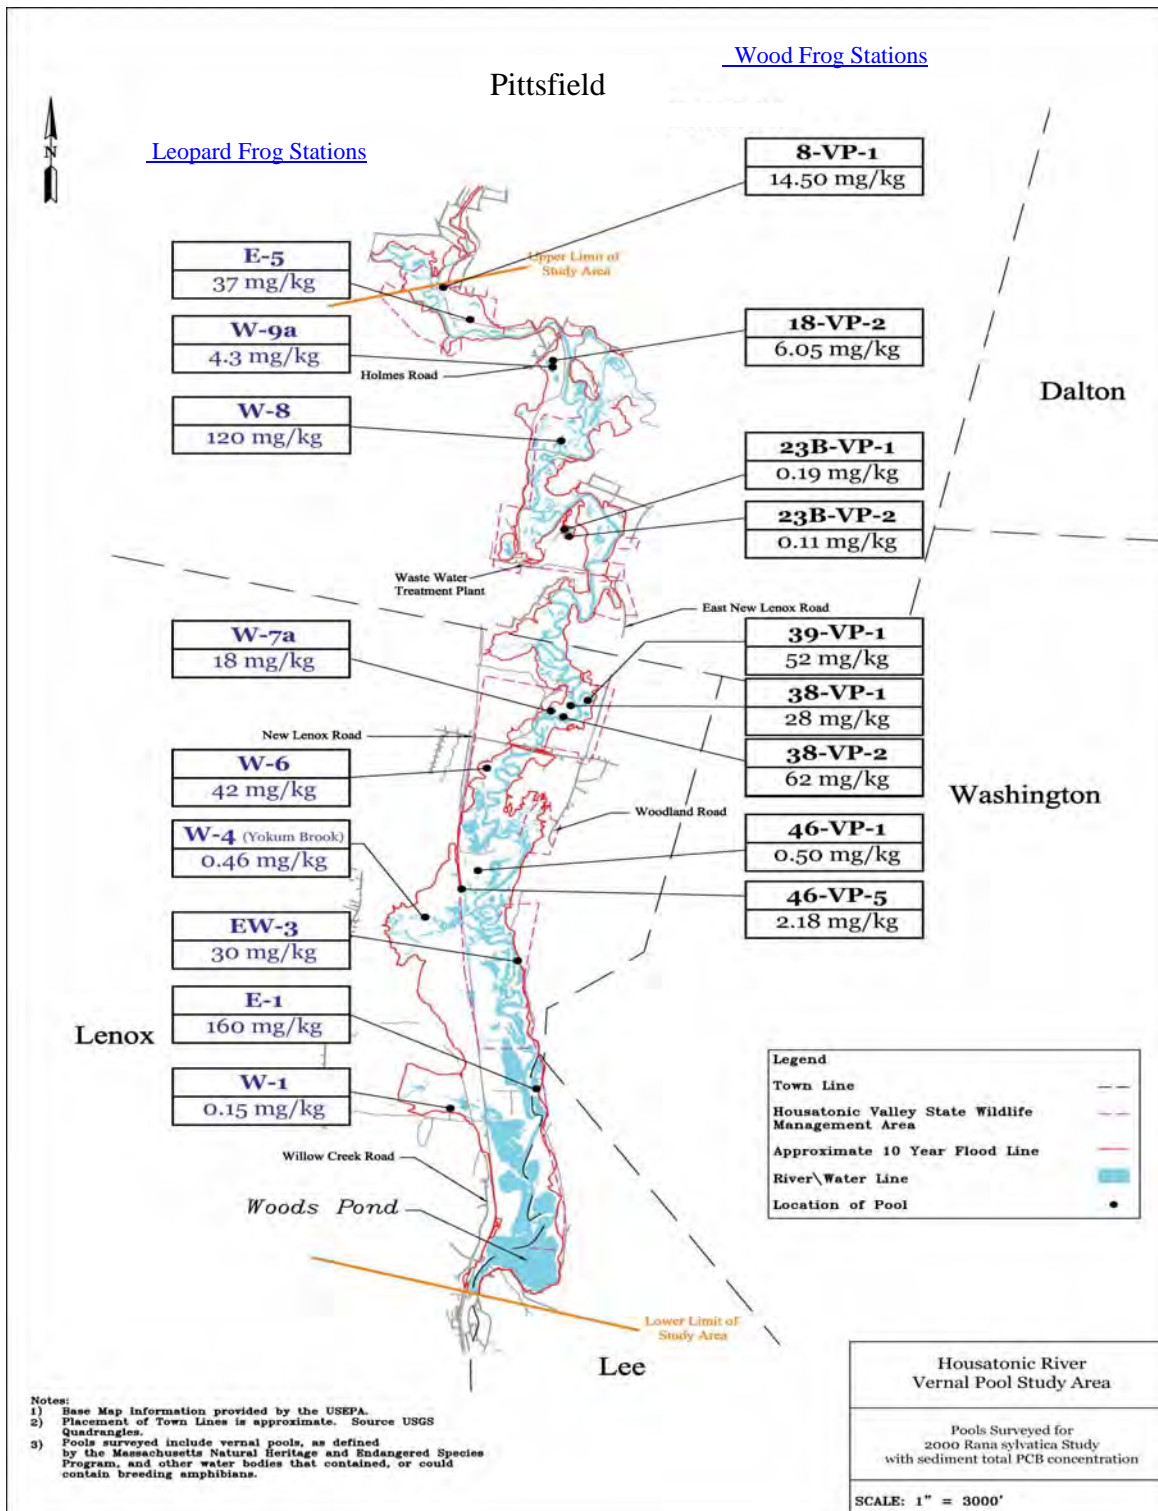 Wood Frog Stations
Pittsfield
N
Leopard Frog Stations
8-VP-1
14.50 mg/kg
Upper Limit of
Study Area
E-5
37 mg/kg
W-9a
4.3 mg/kg
18-VP-2
6.05 mg/kg
Holmes Road
Dalton
W-8
120 mg/kg
23B-VP-1
0.19 mg/kg
23B-VP-2
0.11 mg/kg
Waste Water
Treatment Plant
East New Lenox Road
W-7a
18 mg/kg
39-VP-1
52 mg/kg
38-VP-1
28 mg/kg
New Lenox Road
38-VP-2
62 mg/kg
W-6
42 mg/kg
Washington
Woodland Road
W-4 (Yokum Brook)
0.46 mg/kg
46-VP-1
0.50 mg/kg
46-VP-5
2.18 mg/kg
EW-3
30 mg/kg
E-1
160 mg/kg
Lenox
W-1
0.15 mg/kg
Willow Creek Road
Woods Pond
Legend
Town Line
Housatonic Valley State Wildlife
Management Area
Approximate 10 Year Flood Line
River\Water Line
Location of Pool
Lower Limit of
Study Area
Lee
Notes:
1) Base Map Information provided by the USEPA.
2) Placement of Town Lines is approximate. Source USGS
Quadrangles.
3) Pools surveyed include vernal pools, as defined
by the Massachusetts Natural Heritage and Endangered Species
Program, and other water bodies that contained, or could
contain breeding amphibians.
Housatonic River
Vernal Pool Study Area
Pools Surveyed for
2000 Rana sylvatica Study
with sediment total PCB concentration
SCALE: 1" = 3000'